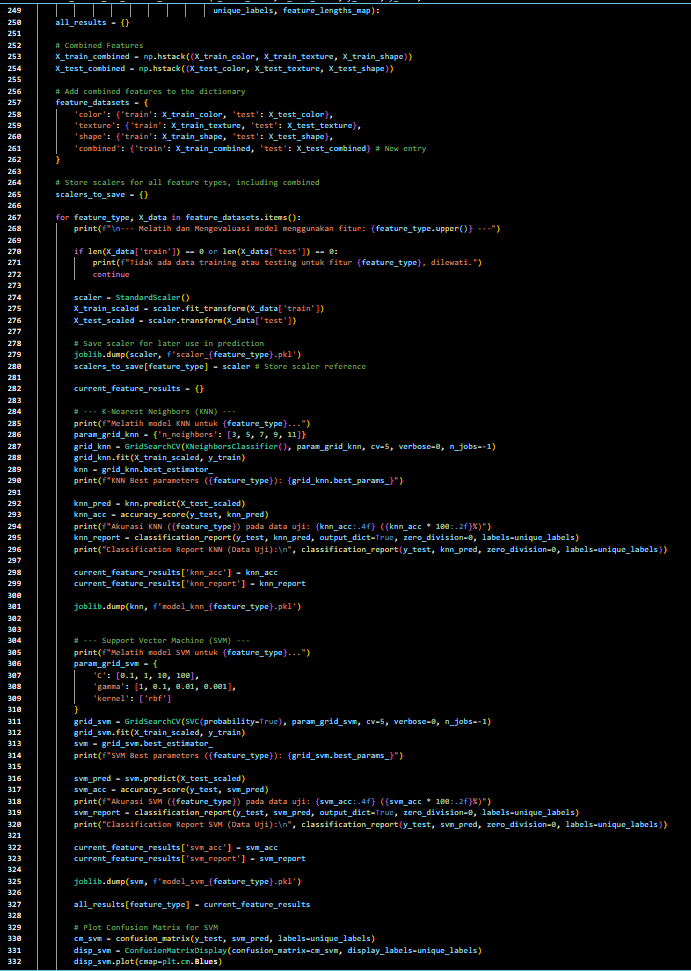 249 unique_labels, feature_lengths_map):
250 all_results = {}
251
252 # Combined Features
253 X_train_combined = np.hstack((X_train_color, X_train_texture, X_train_shape))
254 X_test_combined = np.hstack((X_test_color, X_test_texture, X_test_shape))
255
256 # Add combined features to the dictionary
257 feature_datasets = {
258 'color': {'train': X_train_color, 'test': X_test_color},
259 'texture': {'train': X_train_texture, 'test': X_test_texture},
260 'shape': {'train': X_train_shape, 'test': X_test_shape},
261 'combined': {'train': X_train_combined, 'test': X_test_combined} # New entry
262 }
263
264 # Store scalers for all feature types, including combined
265 scalers_to_save = {}
266
267 for feature_type, X_data in feature_datasets.items():
268 print(f"\n--- Melatih dan Mengevaluasi model menggunakan fitur: {feature_type.upper()} ---")
269
270 if len(X_data['train']) == 0 or len(X_data['test']) == 0:
271 print(f"Tidak ada data training atau testing untuk fitur {feature_type}, dilewati.")
272 continue
273
274 scaler = StandardScaler()
275 X_train_scaled = scaler.fit_transform(X_data['train'])
276 X_test_scaled = scaler.transform(X_data['test'])
277
278 # Save scaler for later use in prediction
279 joblib.dump(scaler, f'scaler_{feature_type}.pkl')
280 scalers_to_save[feature_type] = scaler # Store scaler reference
281
282 current_feature_results = {}
283
284 # --- K-Nearest Neighbors (KNN) ---
285 print(f"Melatih model KNN untuk {feature_type}...")
286 param_grid_knn = {'n_neighbors': [3, 5, 7, 9, 11]}
287 grid_knn = GridSearchCV(KNeighborsClassifier(), param_grid_knn, cv=5, verbose=0, n_jobs=-1)
288 grid_knn.fit(X_train_scaled, y_train)
289 knn = grid_knn.best_estimator_
290 print(f"KNN Best parameters ({feature_type}): {grid_knn.best_params_}")
291
292 knn_pred = knn.predict(X_test_scaled)
293 knn_acc = accuracy_score(y_test, knn_pred)
294 print(f"Akurasi KNN ({feature_type}) pada data uji: {knn_acc:.4f} ({knn_acc * 100:.2f}%)")
295 knn_report = classification_report(y_test, knn_pred, output_dict=True, zero_division=0, labels=unique_labels)
296 print("Classification Report KNN (Data Uji):\n", classification_report(y_test, knn_pred, zero_division=0, labels=unique_labels))
297
298 current_feature_results['knn_acc'] = knn_acc
299 current_feature_results['knn_report'] = knn_report
300
301 joblib.dump(knn, f'model_knn_{feature_type}.pkl')
302
303
304 # --- Support Vector Machine (SVM) ---
305 print(f"Melatih model SVM untuk {feature_type}...")
306 param_grid_svm = {
307 'C': [0.1, 1, 10, 100],
308 'gamma': [1, 0.1, 0.01, 0.001],
309 'kernel': ['rbf']
310 }
311 grid_svm = GridSearchCV(SVC(probability=True), param_grid_svm, cv=5, verbose=0, n_jobs=-1)
312 grid_svm.fit(X_train_scaled, y_train)
313 svm = grid_svm.best_estimator_
314 print(f"SVM Best parameters ({feature_type}): {grid_svm.best_params_}")
315
316 svm_pred = svm.predict(X_test_scaled)
317 svm_acc = accuracy_score(y_test, svm_pred)
318 print(f"Akurasi SVM ({feature_type}) pada data uji: {svm_acc:.4f} ({svm_acc * 100:.2f}%)")
319 svm_report = classification_report(y_test, svm_pred, output_dict=True, zero_division=0, labels=unique_labels)
320 print("Classification Report SVM (Data Uji):\n", classification_report(y_test, svm_pred, zero_division=0, labels=unique_labels))
321
322 current_feature_results['svm_acc'] = svm_acc
323 current_feature_results['svm_report'] = svm_report
324
325 joblib.dump(svm, f'model_svm_{feature_type}.pkl')
326
327 all_results[feature_type] = current_feature_results
328
329 # Plot Confusion Matrix for SVM
330 cm_svm = confusion_matrix(y_test, svm_pred, labels=unique_labels)
331 disp_svm = ConfusionMatrixDisplay(confusion_matrix=cm_svm, display_labels=unique_labels)
332 disp_svm.plot(cmap=plt.cm.Blues)